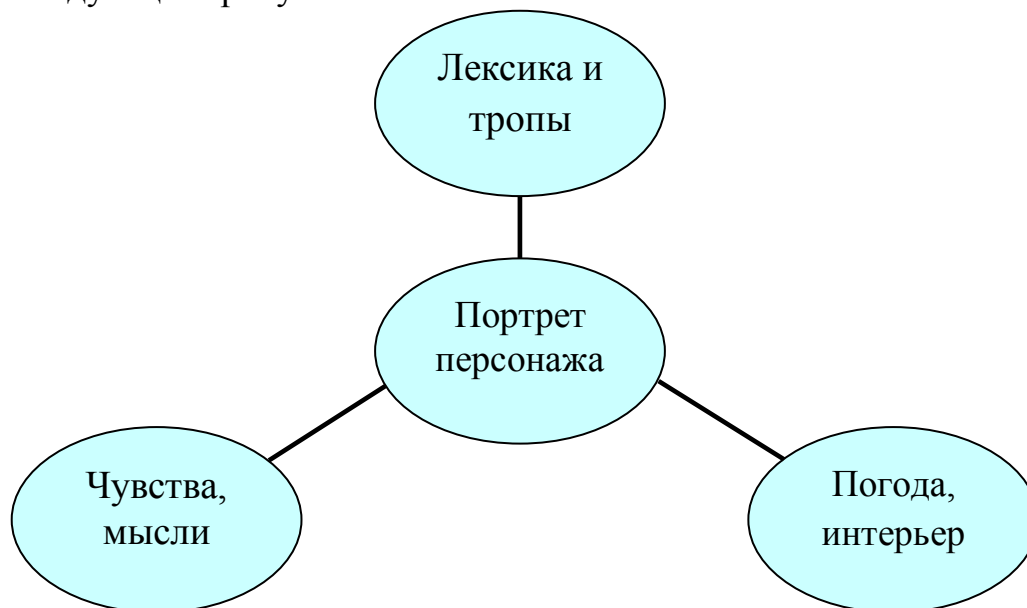 Лексика и
тропы
Портрет
персонажа
Чувства,
мысли
Погода,
интерьер